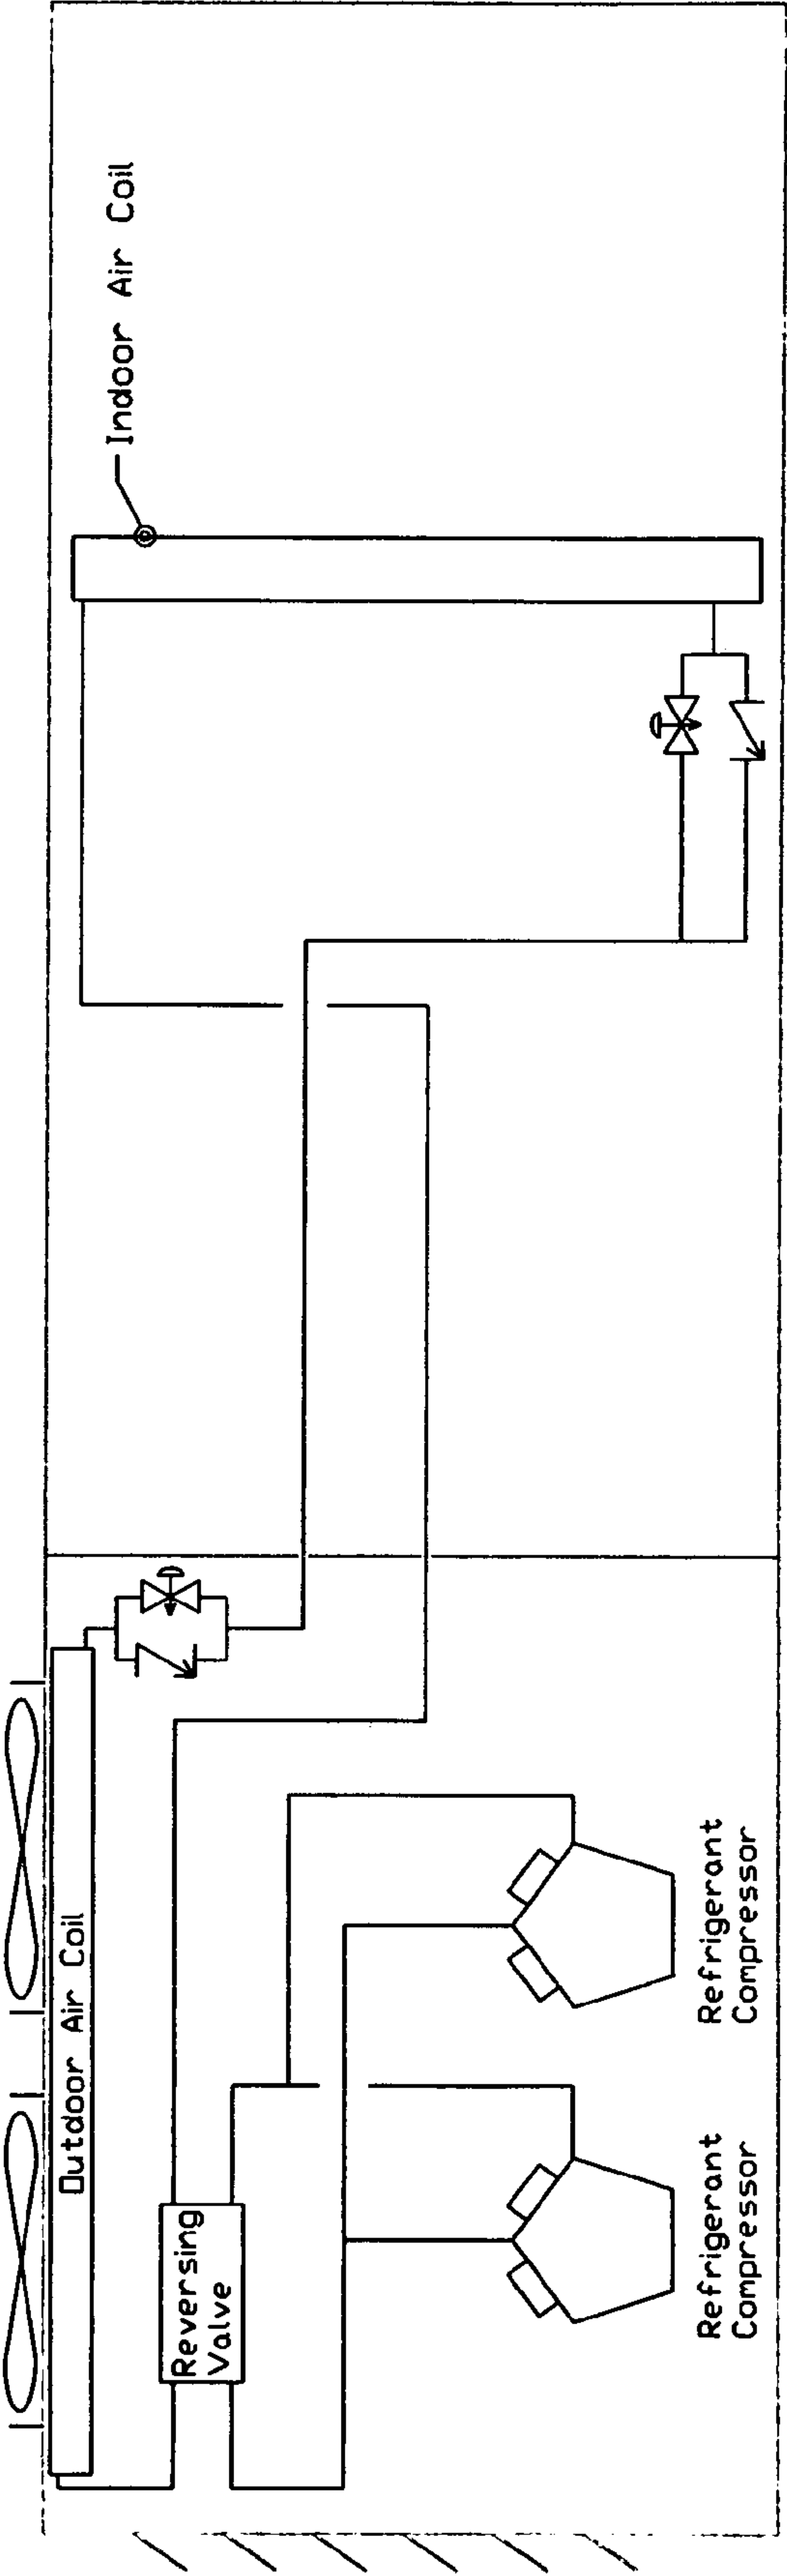 Indoor Air Coil
Outdoor Air Coil
Reversing
Valve
Refrigerant
Compressor
Refrigerant
Compressor